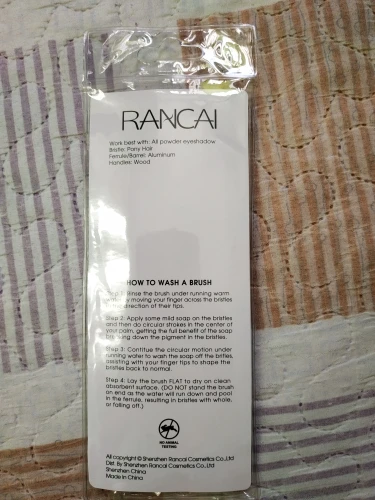 RANCAI
Work best with: All powder eyeshadow
Bristle: Pony Hair
Ferrule/Barrel: Aluminum
Handles: Wood
HOW TO WASH A BRUSH
Step 1: Rinse the brush under running warm
water by moving your finger across the bristles
in the direction of their tips.
Step 2: Apply some mild soap on the bristles
and then do circular strokes in the center of
your palm, getting the full benefit of the soap
breaking down the pigment in the bristles.
Step 3: Contitue the circular motion under
running water to wash the soap off the britles,
assisting with your finger tips to shape the
bristles back to normal.
Step 4: Lay the brush FLAT to dry on clean
absorbent surface. (DO NOT stand the brush
on end as the water will run down and pool
in the ferrule, resulting in bristles with whole,
or falling off.)
NO ANIMAL
TESTING
All copyright © Shenzhen Rancai Cosmetics Co.,Ltd
Dist. By Shenzhen Rancai Cosmetics Co.,Ltd
Shenzhen China
Made in China